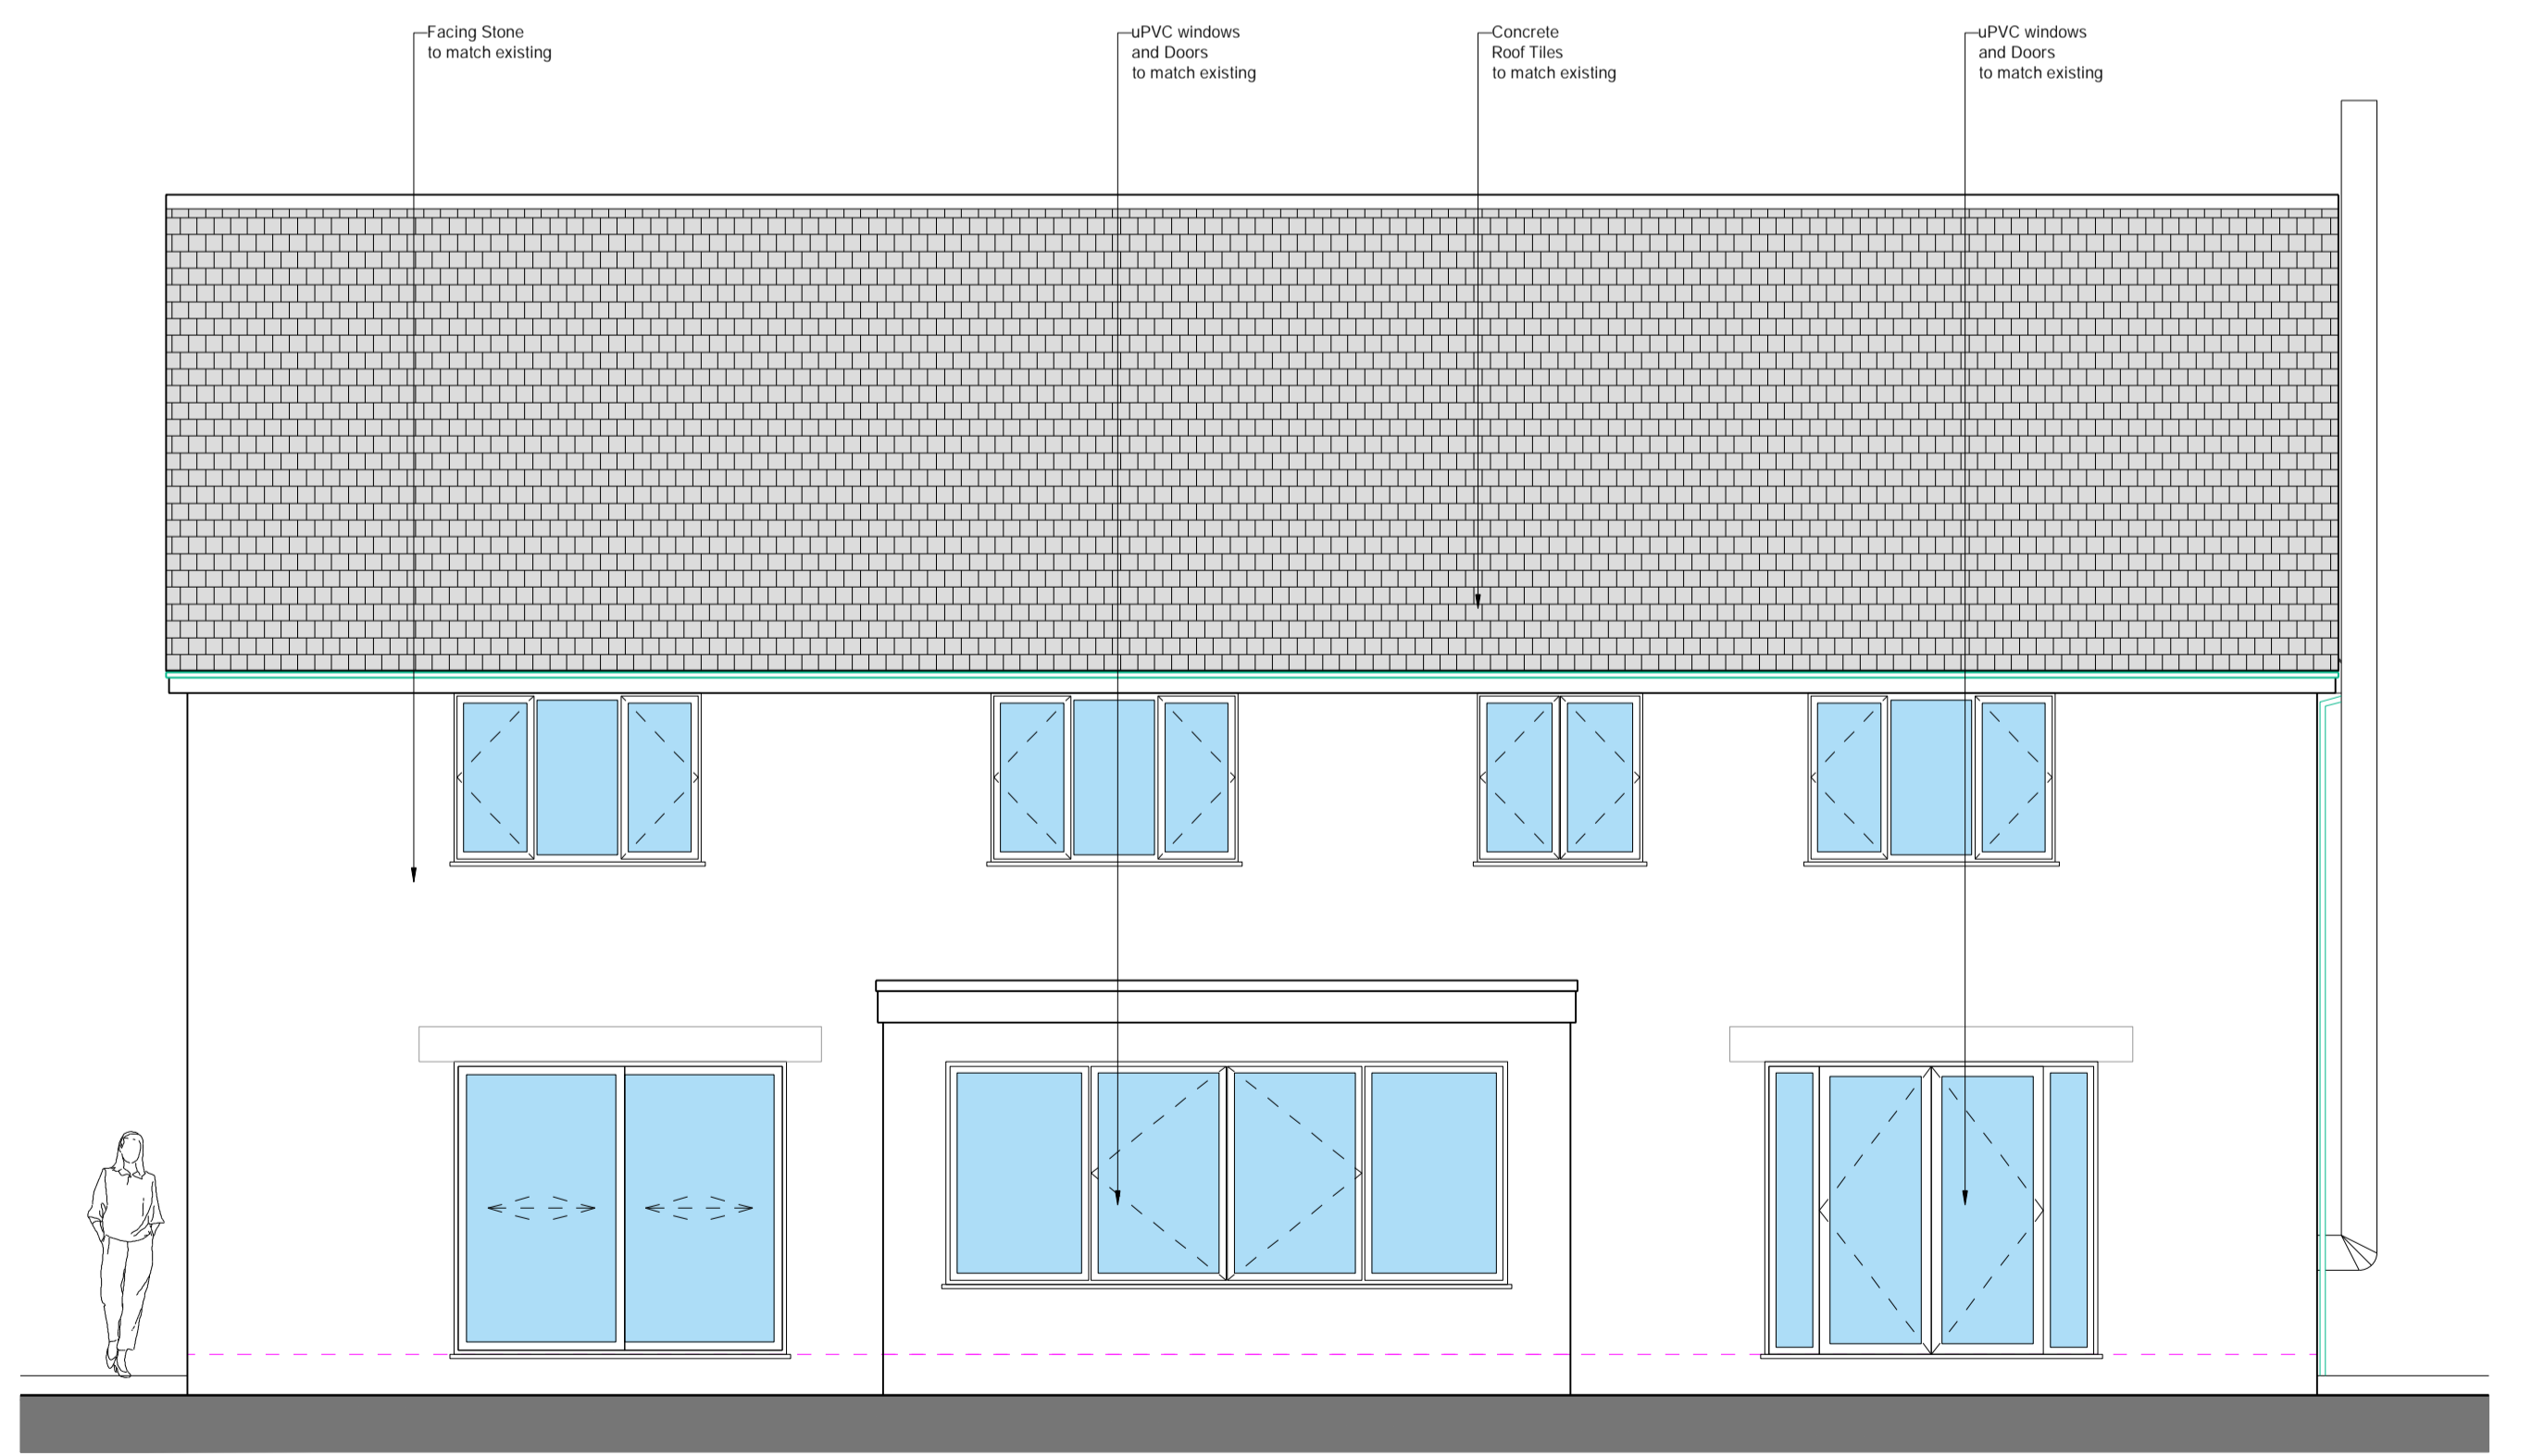 Facing Stone
to match existing
uPVC windows
and Doors
to match existing
Concrete
Roof Tiles
to match existing
uPVC windows
and Doors
to match existing